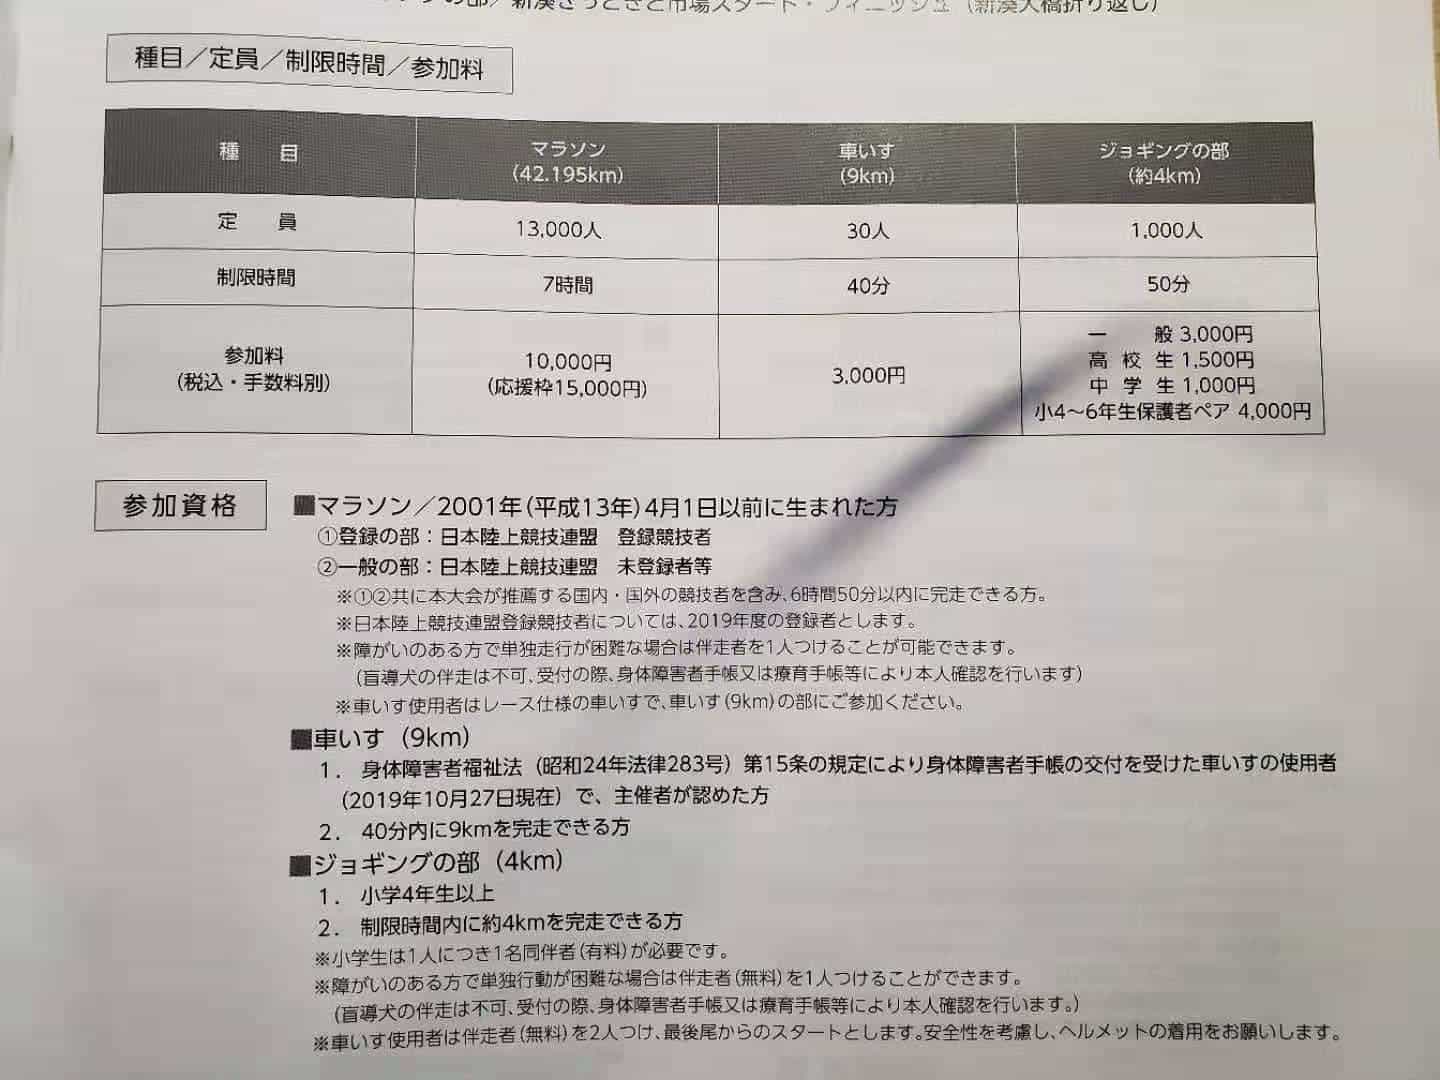 新湊きっときと市場スタート・フィニッシュ（新湊大橋折り返し）
種目／定員／制限時間／参加料
種　目
マラソン
(42.195km)
車いす
(9km)
ジョギングの部
(約4km)
定　員
13,000人
30人
1,000人
制限時間
7時間
40分
50分
参加料
(税込・手数料別)
10,000円
(応援枠15,000円)
3,000円
一　般 3,000円
高 校 生 1,500円
中 学 生 1,000円
小4～6年生保護者ペア 4,000円
参加資格
■マラソン／2001年(平成13年)4月1日以前に生まれた方
①登録の部：日本陸上競技連盟　登録競技者
②一般の部：日本陸上競技連盟　未登録者等
※①②共に本大会が推薦する国内・国外の競技者を含み、6時間50分以内に完走できる方。
※日本陸上競技連盟登録競技者については、2019年度の登録者とします。
※障がいのある方で単独走行が困難な場合は伴走者を1人つけることが可能できます。
(盲導犬の伴走は不可、受付の際、身体障害者手帳又は療育手帳等により本人確認を行います)
※車いす使用者はレース仕様の車いすで、車いす(9km)の部にご参加ください。
■車いす（9km）
1.　身体障害者福祉法（昭和24年法律283号）第15条の規定により身体障害者手帳の交付を受けた車いすの使用者
（2019年10月27日現在）で、主催者が認めた方
2.　40分内に9kmを完走できる方
■ジョギングの部（4km）
1.　小学4年生以上
2.　制限時間内に約4kmを完走できる方
※小学生は1人につき1名同伴者(有料)が必要です。
※障がいのある方で単独行動が困難な場合は伴走者(無料)を1人つけることができます。
(盲導犬の伴走は不可、受付の際、身体障害者手帳又は療育手帳等により本人確認を行います。)
※車いす使用者は伴走者(無料)を2人つけ、最後尾からのスタートとします。安全性を考慮し、ヘルメットの着用をお願いします。